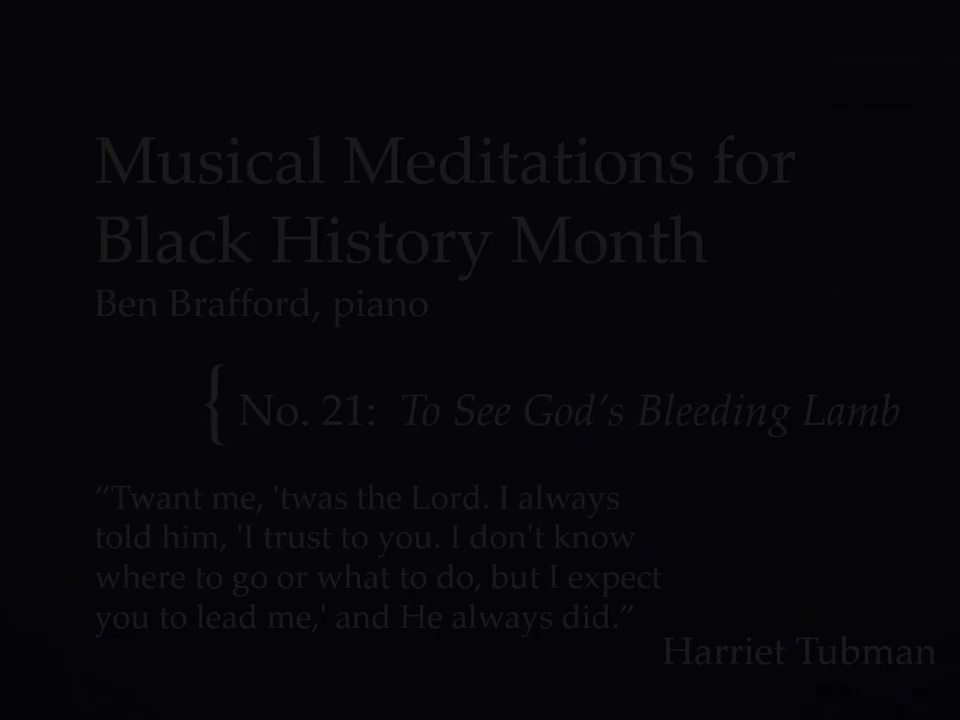 Musical Meditations for
Black History Month
Ben Brafford, piano
{ No. 21: To See God’s Bleeding Lamb
“Twant me, 'twas the Lord. I always
told him, 'I trust to you. I don't know
where to go or what to do, but I expect
you to lead me,' and He always did.”
Harriet Tubman